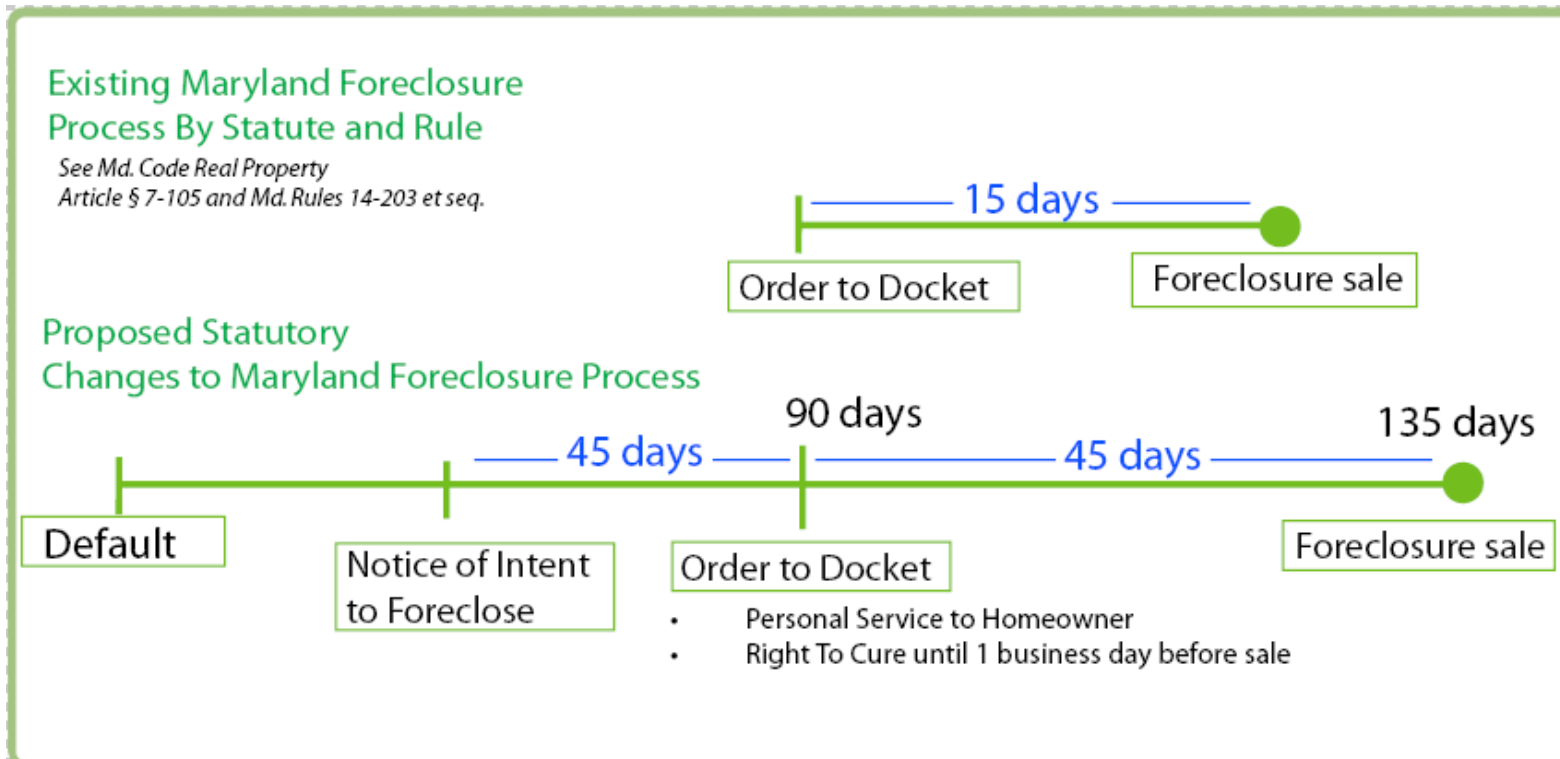 Existing Maryland Foreclosure
Process By Statute and Rule
See Md. Code Real Property
Article § 7-105 and Md. Rules 14-203 et seq.
15 days
Order to Docket
Foreclosure sale
Proposed Statutory
Changes to Maryland Foreclosure Process
90 days
135 days
45 days
45 days
Default
Notice of Intent
to Foreclose
Order to Docket
Foreclosure sale
• Personal Service to Homeowner
• Right To Cure until 1 business day before sale